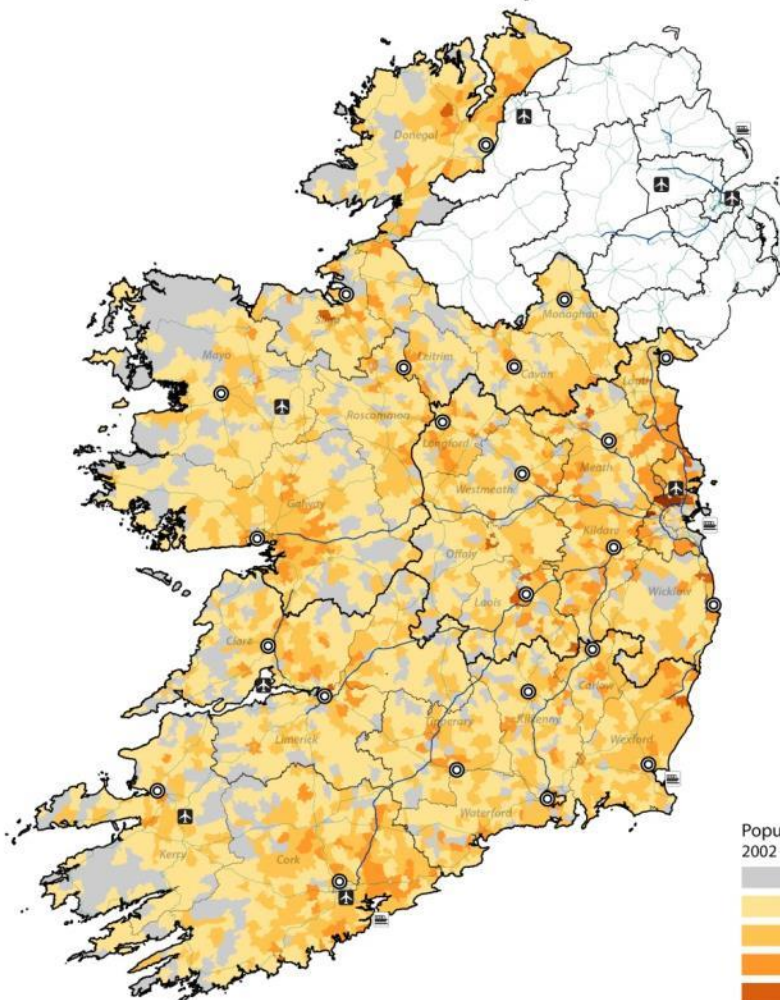 Donegal
Monaghan
Mayo
Leitrim
Cavan
Louth
Roscommon
Longford
Meath
Westmeath
Galway
Kildare
Offaly
Wicklow
Laois
Clare
Carlow
Tipperary
Kilkenny
Limerick
Wexford
Waterford
Kerry
Cork
Popu
2002